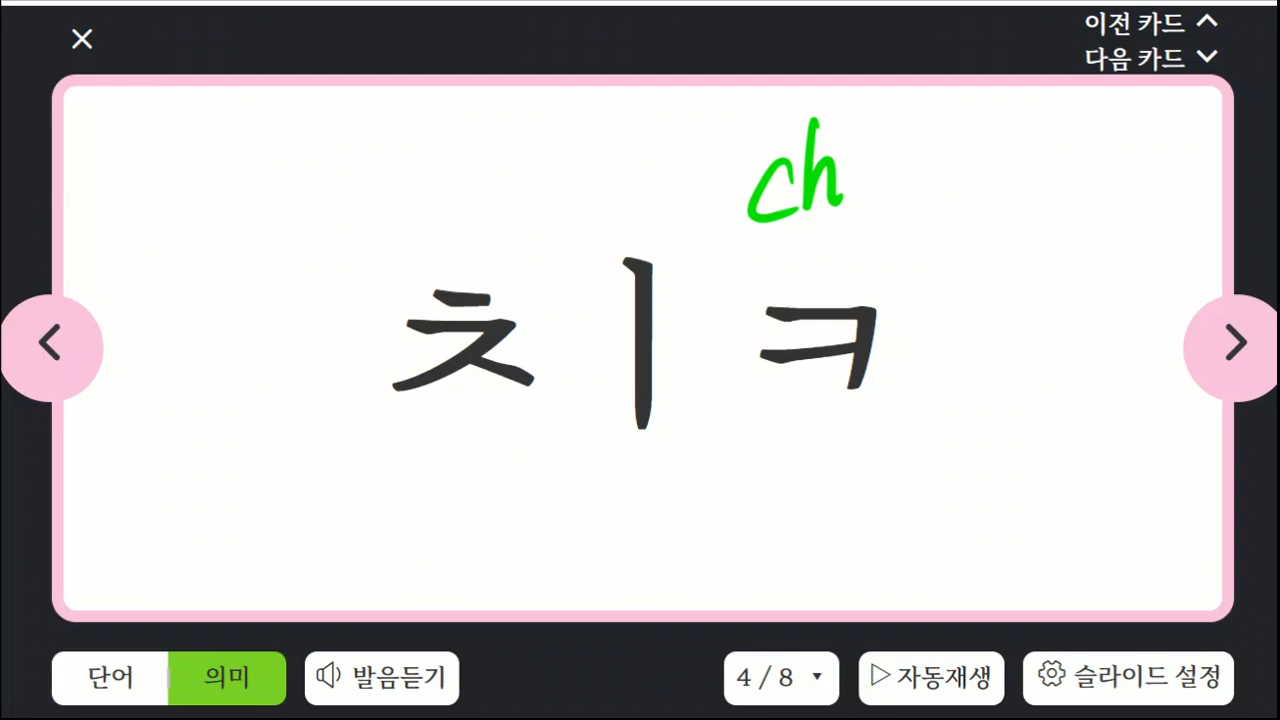 이전 카드
다음 카드
ch
ㅊ ㅣ ㅋ
단어 의미 발음듣기 4 / 8 자동재생 슬라이드 설정